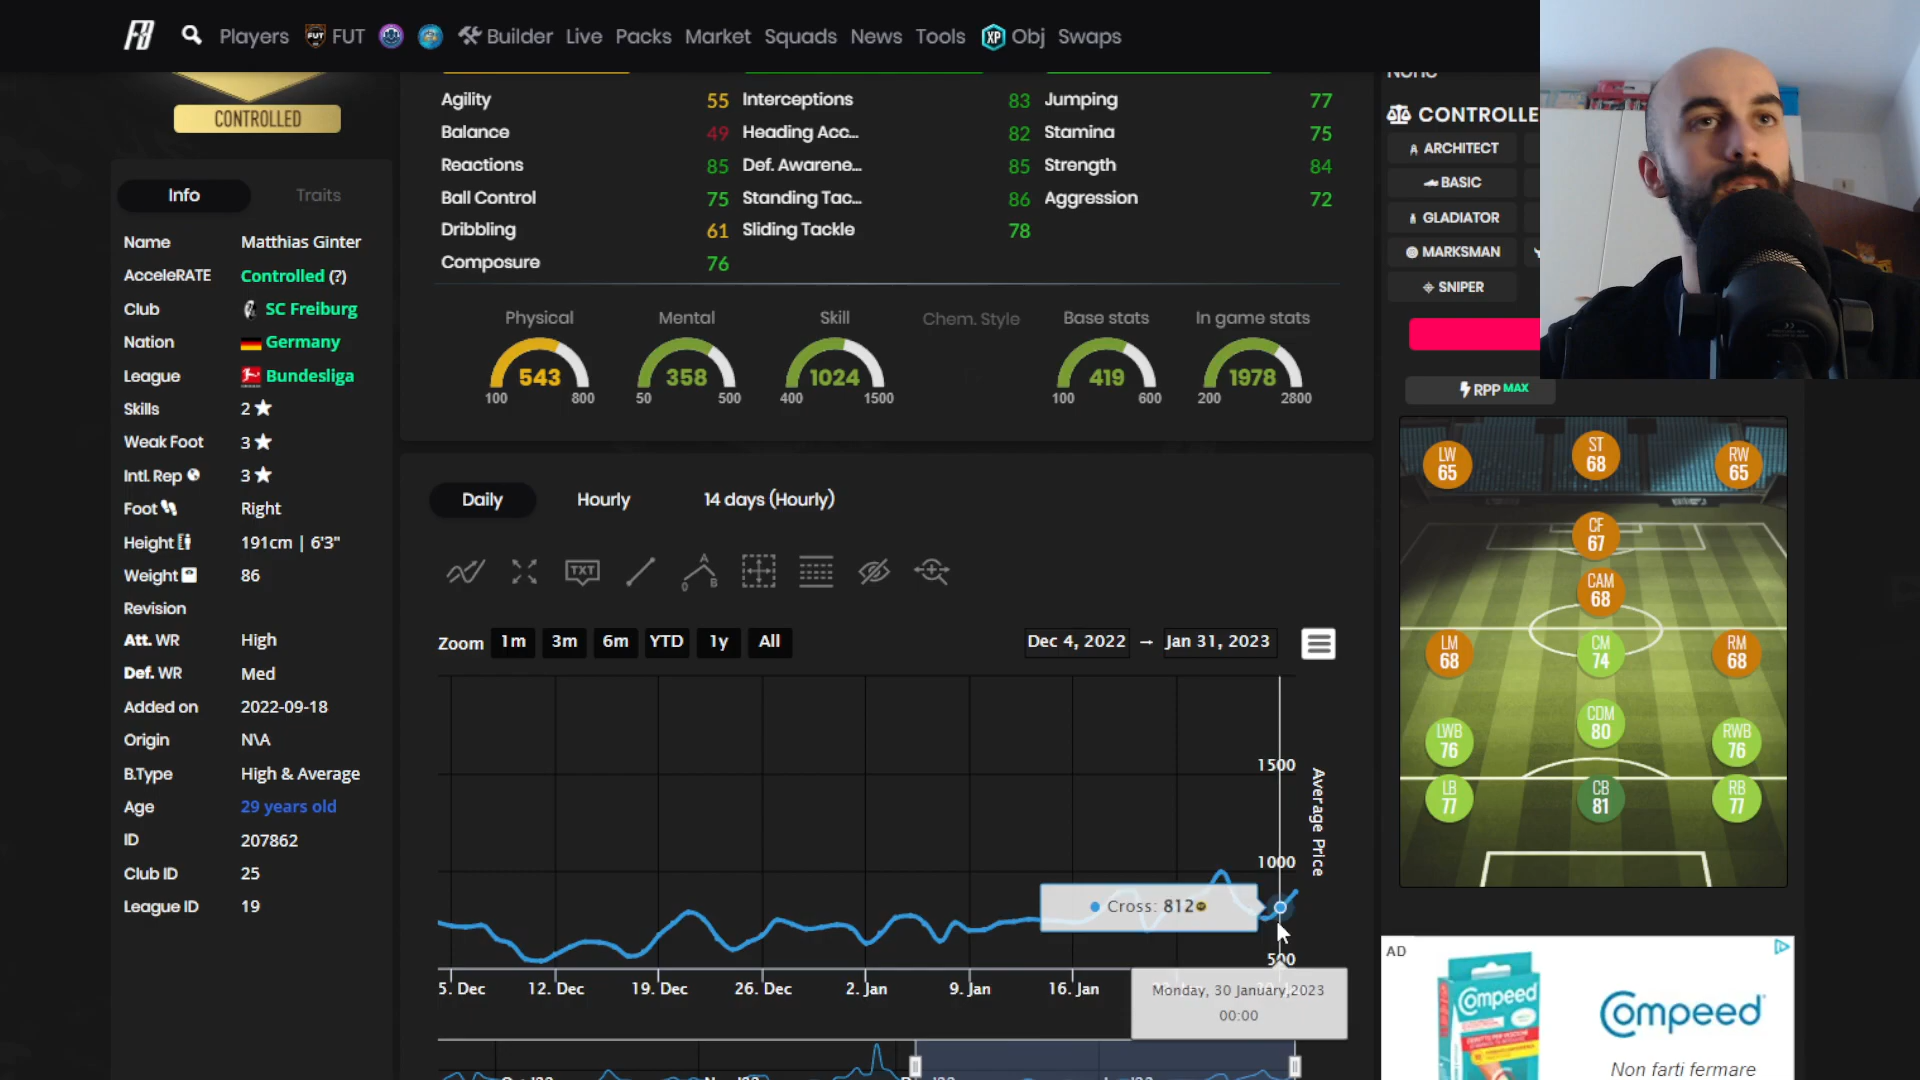 FB Players FUT FUT Builder Live Packs Market Squads News Tools XP Obj Swaps
CONTROLLED
Info Traits
Name Matthias Ginter
AcceleRATE Controlled (?)
Club SC Freiburg
Nation Germany
League Bundesliga
Skills 2
Weak Foot 3
Intl. Rep 3
Foot Right
Height 191cm | 6'3"
Weight 86
Revision
Att. WR High
Def. WR Med
Added on 2022-09-18
Origin N\A
B.Type High & Average
Age 29 years old
ID 207862
Club ID 25
League ID 19
Agility 55 Interceptions 83 Jumping 77
Balance 49 Heading Acc... 82 Stamina 75
Reactions 85 Def. Awarene... 85 Strength 84
Ball Control 75 Standing Tac... 86 Aggression 72
Dribbling 61 Sliding Tackle 78
Composure 76
Physical Mental Skill Chem. Style Base stats In game stats
543 358 1024 419 1978
100 800 50 500 400 1500 100 600 200 2800
Daily Hourly 14 days (Hourly)
TXT A 0 B
Zoom 1m 3m 6m YTD 1y All Dec 4, 2022 → Jan 31, 2023
1500
1000
500
Average Price
Cross: 812
5. Dec 12. Dec 19. Dec 26. Dec 2. Jan 9. Jan 16. Jan
Monday, 30 January,2023
00:00
None
CONTROLLE
ARCHITECT
BASIC
GLADIATOR
MARKSMAN
SNIPER
RPP MAX
LW 65
ST 68
RW 65
CF 67
CAM 68
LM 68
CM 74
RM 68
CDM 80
LWB 76
RWB 76
LB 77
CB 81
RB 77
AD
Compeed
Compeed
Non farti fermare